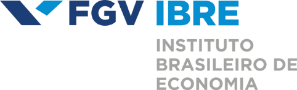 FGV IBRE
INSTITUTO
BRASILEIRO DE
ECONOMIA